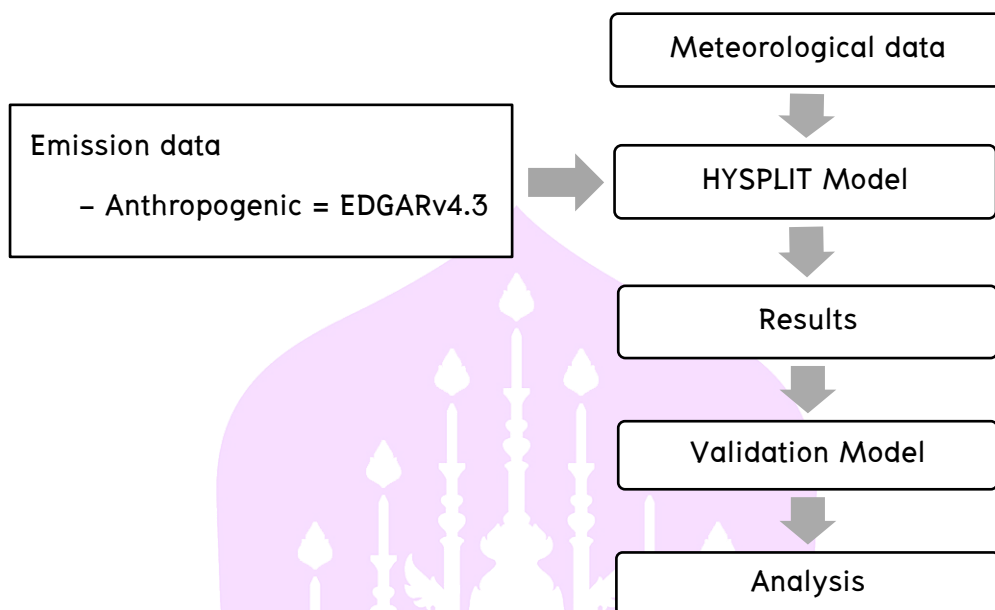 Meteorological data
Emission data
– Anthropogenic = EDGARv4.3
HYSPLIT Model
Results
Validation Model
Analysis